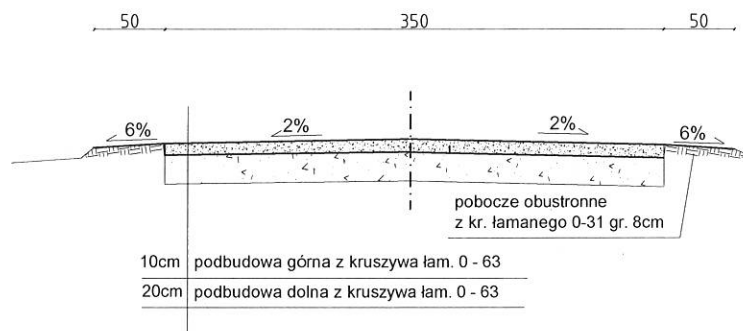 50 350 50
6% 2% 2% 6%
pobocze obustronne
z kr. łamanego 0-31 gr. 8cm
10cm podbudowa górna z kruszywa łam. 0 - 63
20cm podbudowa dolna z kruszywa łam. 0 - 63